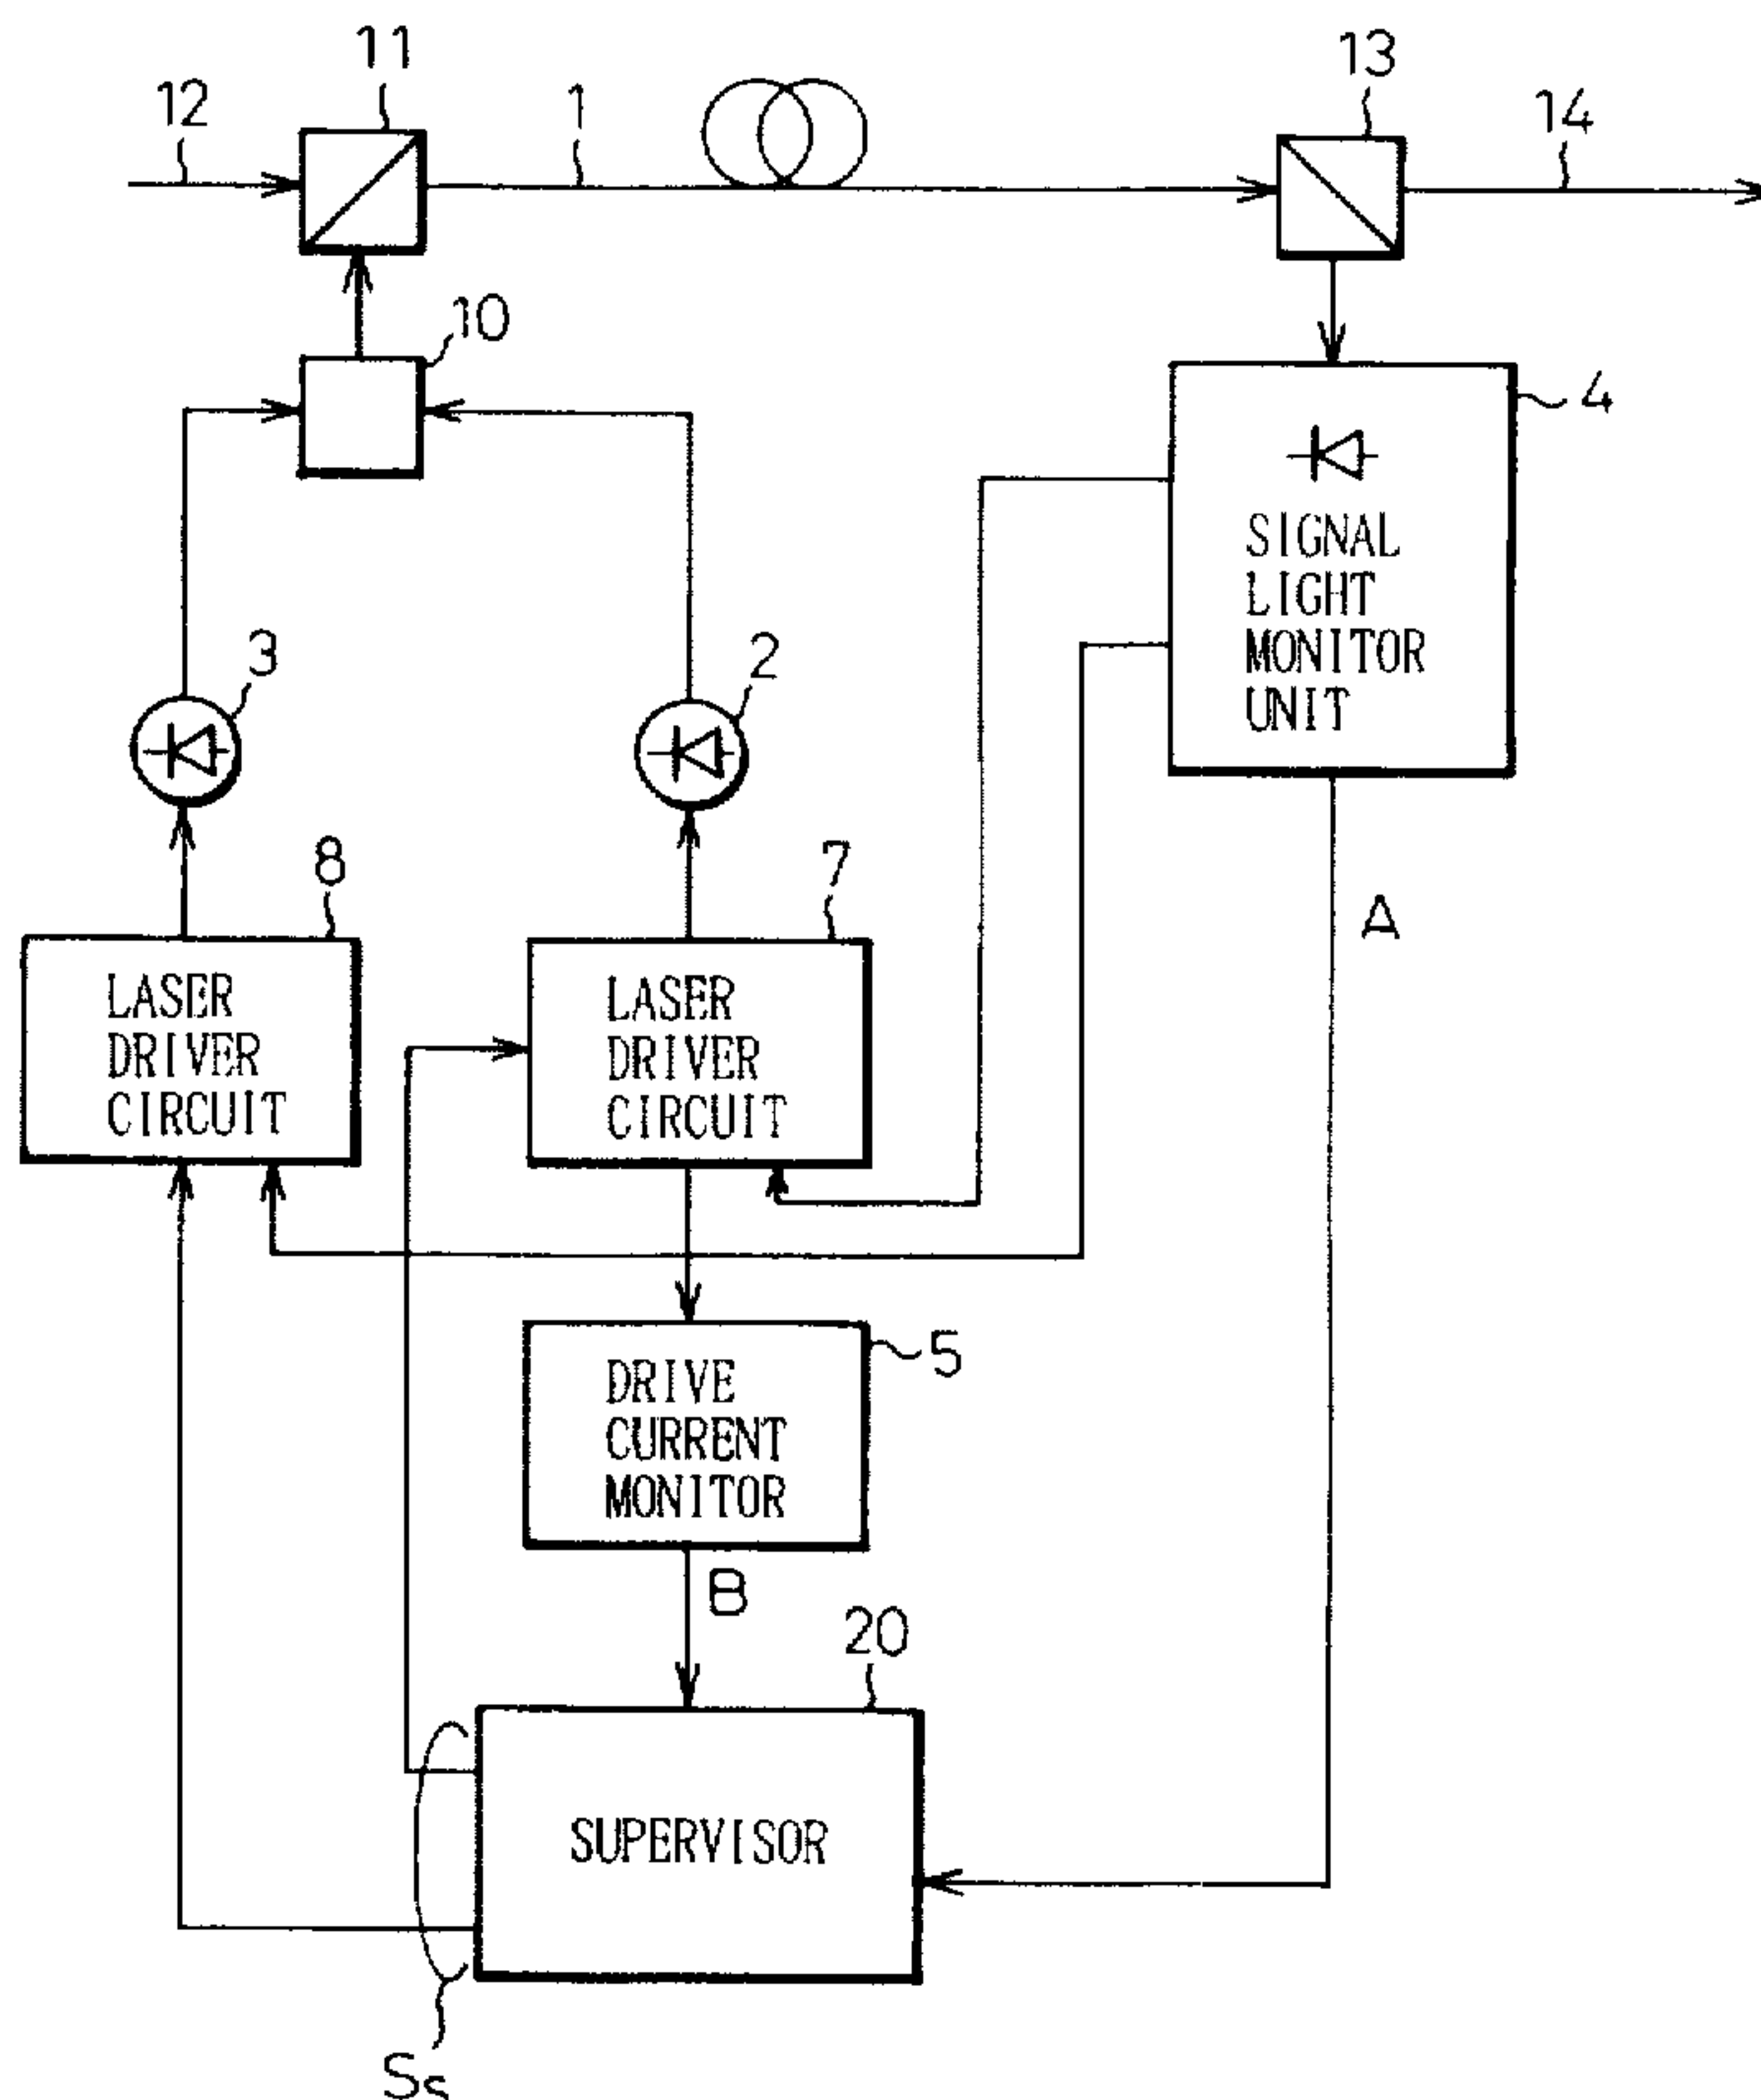 11
13
12
1
14
10
4
SIGNAL
LIGHT
MONITOR
UNIT
3
2
8
7
A
LASER
DRIVER
CIRCUIT
LASER
DRIVER
CIRCUIT
5
DRIVE
CURRENT
MONITOR
B
20
SUPERVISOR
Ss